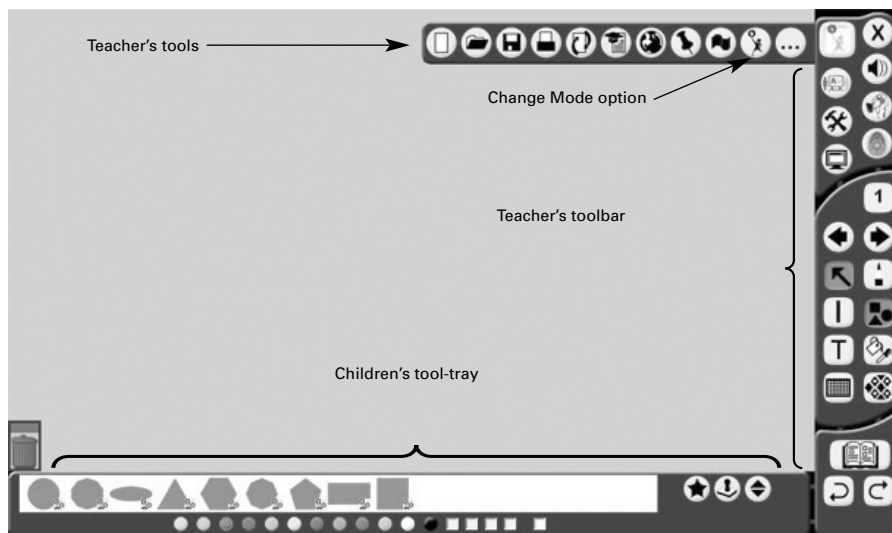 Teacher's tools
Change Mode option
X
1
Teacher's toolbar
T
Children's tool-tray